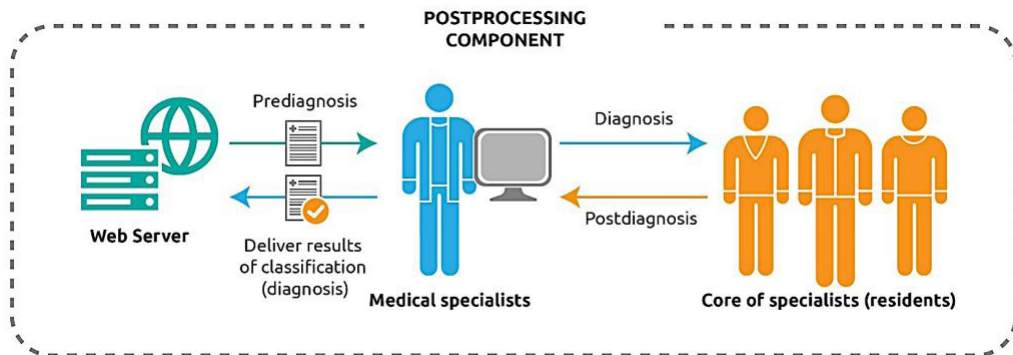 POSTPROCESSING
COMPONENT
Prediagnosis
Diagnosis
Postdiagnosis
Web Server
Deliver results
of classification
(diagnosis)
Medical specialists
Core of specialists (residents)